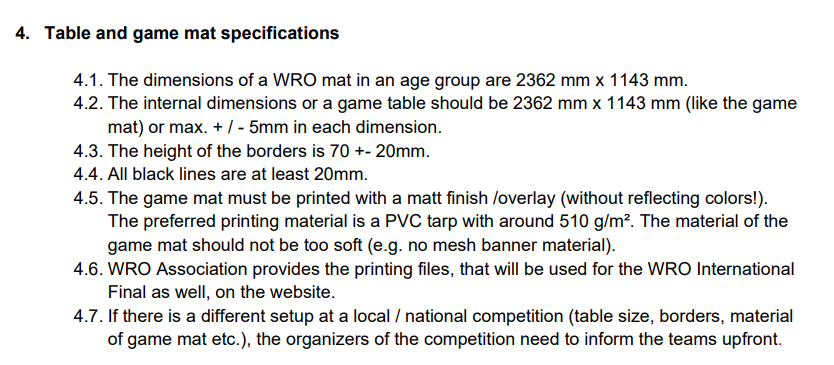 4. Table and game mat specifications
4.1. The dimensions of a WRO mat in an age group are 2362 mm x 1143 mm.
4.2. The internal dimensions or a game table should be 2362 mm x 1143 mm (like the game
mat) or max. + / - 5mm in each dimension.
4.3. The height of the borders is 70 +- 20mm.
4.4. All black lines are at least 20mm.
4.5. The game mat must be printed with a matt finish /overlay (without reflecting colors!).
The preferred printing material is a PVC tarp with around 510 g/m². The material of the
game mat should not be too soft (e.g. no mesh banner material).
4.6. WRO Association provides the printing files, that will be used for the WRO International
Final as well, on the website.
4.7. If there is a different setup at a local / national competition (table size, borders, material
of game mat etc.), the organizers of the competition need to inform the teams upfront.